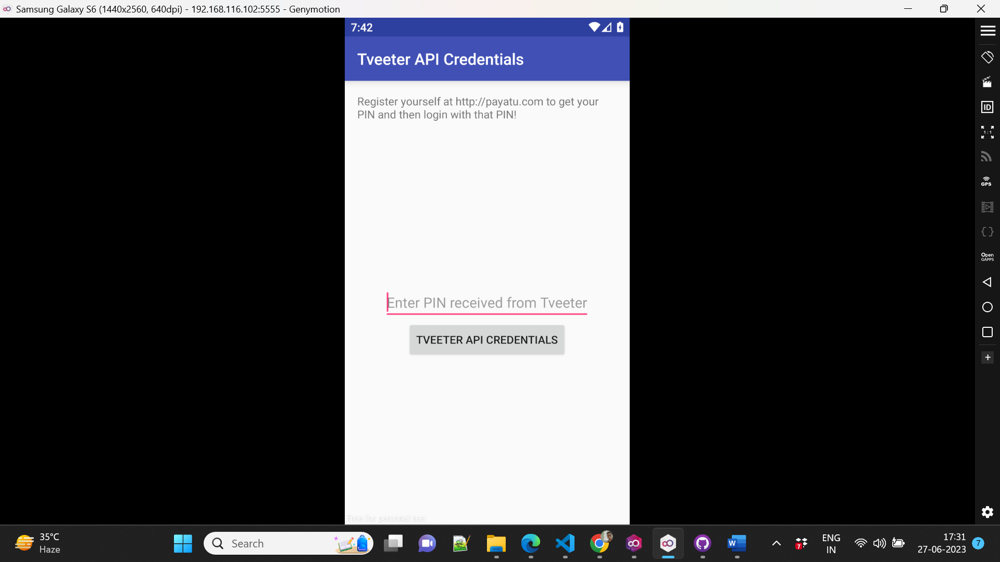 Samsung Galaxy S6 (1440x2560, 640dpi) - 192.168.116.102:5555 - Genymotion
7:42
Tveeter API Credentials
Register yourself at http://payatu.com to get your
PIN and then login with that PIN!
Enter PIN received from Tveeter
TVEETER API CREDENTIALS
Free for personal use
ID
1:1
GPS
Open
GAPPS
35°C
Haze
Search
W
7
ENG
IN
17:31
27-06-2023
7